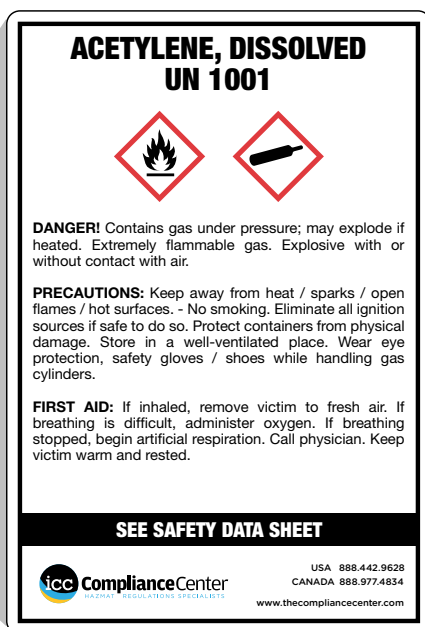 ACETYLENE, DISSOLVED
UN 1001
DANGER! Contains gas under pressure; may explode if
heated. Extremely flammable gas. Explosive with or
without contact with air.
PRECAUTIONS: Keep away from heat / sparks / open
flames / hot surfaces. - No smoking. Eliminate all ignition
sources if safe to do so. Protect containers from physical
damage. Store in a well-ventilated place. Wear eye
protection, safety gloves / shoes while handling gas
cylinders.
FIRST AID: If inhaled, remove victim to fresh air. If
breathing is difficult, administer oxygen. If breathing
stopped, begin artificial respiration. Call physician. Keep
victim warm and rested.
SEE SAFETY DATA SHEET
icc ComplianceCenter
HAZMAT REGULATIONS SPECIALISTS
USA 888.442.9628
CANADA 888.977.4834
www.thecompliancecenter.com